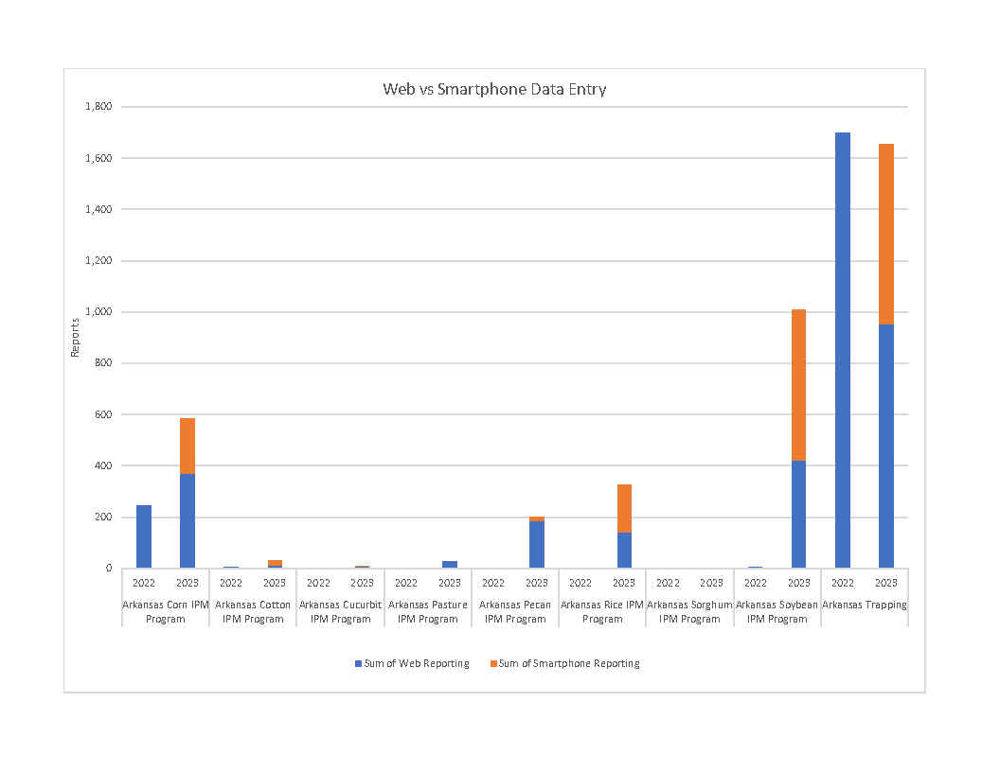 Web vs Smartphone Data Entry
1,800
1,600
1,400
1,200
1,000
800
600
400
200
0
Reports
2022 2023 2022 2023 2022 2023 2022 2023 2022 2023 2022 2023 2022 2023 2022 2023 2022 2023
Arkansas Corn IPM Arkansas Cotton Arkansas Cucurbit Arkansas Pasture Arkansas Pecan Arkansas Rice IPM Arkansas Sorghum Arkansas Soybean Arkansas Trapping
Program IPM Program IPM Program IPM Program IPM Program Program IPM Program IPM Program
Sum of Web Reporting Sum of Smartphone Reporting